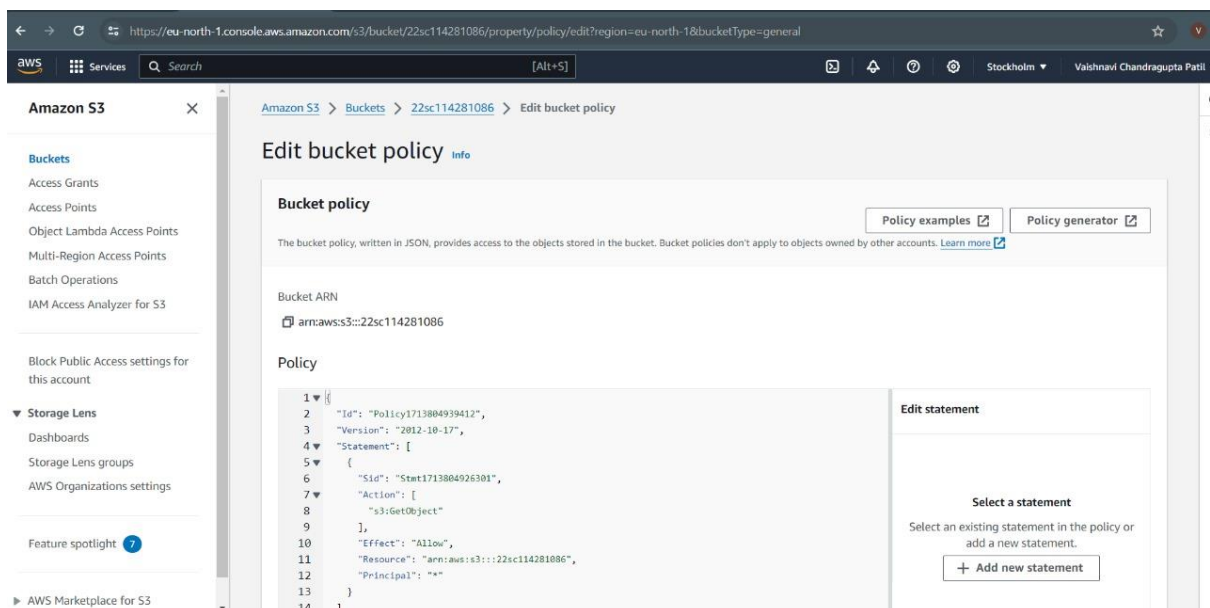 https://eu-north-1.console.aws.amazon.com/s3/bucket/22sc114281086/property/policy/edit?region=eu-north-1&bucketType=general
V
aws Services Search [Alt+S] Stockholm Vaishnavi Chandragupta Patil
Amazon S3
Buckets
Access Grants
Access Points
Object Lambda Access Points
Multi-Region Access Points
Batch Operations
IAM Access Analyzer for S3
Block Public Access settings for
this account
Storage Lens
Dashboards
Storage Lens groups
AWS Organizations settings
Feature spotlight 7
AWS Marketplace for S3
Amazon S3 > Buckets > 22sc114281086 > Edit bucket policy
Edit bucket policy Info
Bucket policy
Policy examples
Policy generator
The bucket policy, written in JSON, provides access to the objects stored in the bucket. Bucket policies don't apply to objects owned by other accounts. Learn more
Bucket ARN
arn:aws:s3:::22sc114281086
Policy
1 {
2 "Id": "Policy1713804939412",
3 "Version": "2012-10-17",
4 "Statement": [
5 {
6 "Sid": "Stmt1713804926301",
7 "Action": [
8 "s3:GetObject"
9 ],
10 "Effect": "Allow",
11 "Resource": "arn:aws:s3:::22sc114281086",
12 "Principal": "*"
13 }
14 ]
Edit statement
Select a statement
Select an existing statement in the policy or
add a new statement.
+ Add new statement